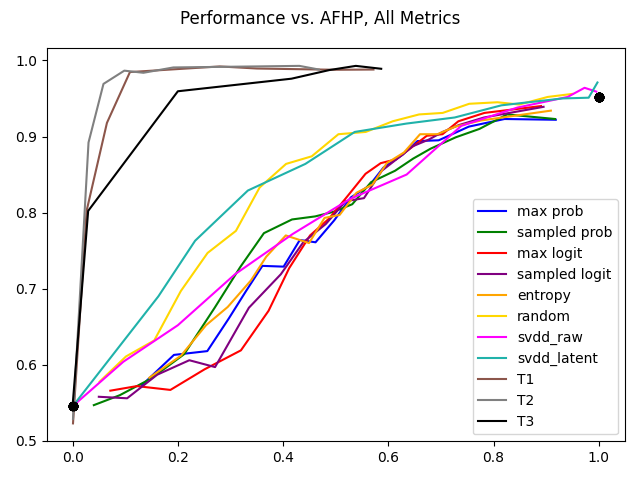 Performance vs. AFHP, All Metrics
1.0
0.9
0.8
0.7
0.6
0.5
0.0
0.2
0.4
0.6
0.8
1.0
max prob
sampled prob
max logit
sampled logit
entropy
random
svdd_raw
svdd_latent
T1
T2
T3